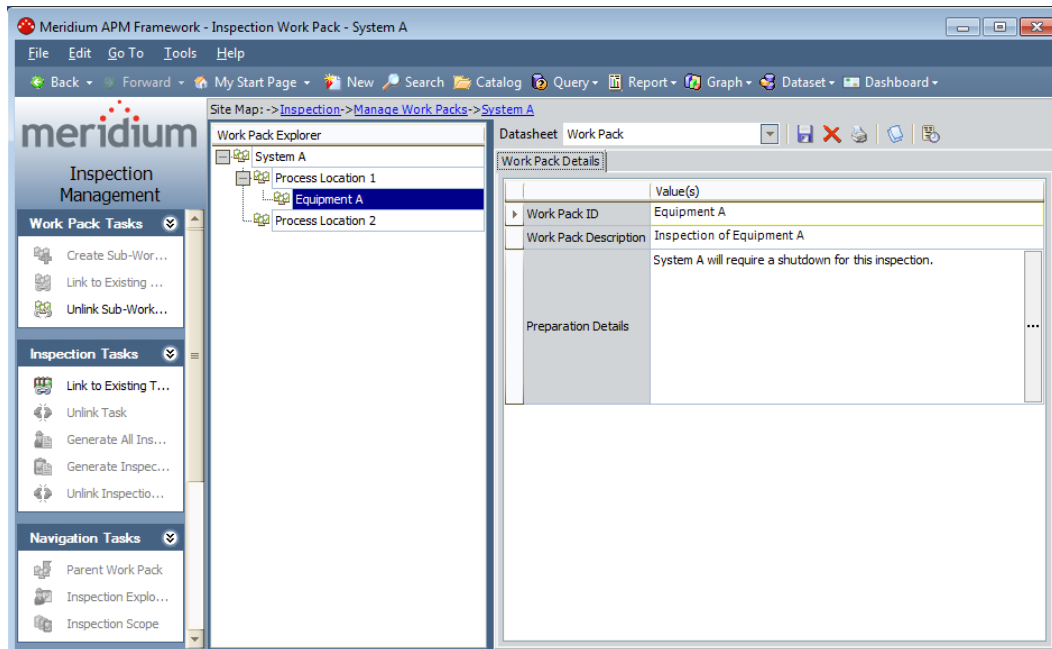 Meridium APM Framework - Inspection Work Pack - System A
File Edit Go To Tools Help
Back Forward My Start Page New Search Catalog Query Report Graph Dataset Dashboard
meridium
Inspection
Management
Work Pack Tasks
Create Sub-Wor...
Link to Existing ...
Unlink Sub-Work...
Inspection Tasks
Link to Existing T...
Unlink Task
Generate All Ins...
Generate Inspec...
Unlink Inspectio...
Navigation Tasks
Parent Work Pack
Inspection Explo...
Inspection Scope
Site Map: ->Inspection->Manage Work Packs->System A
Work Pack Explorer
System A
Process Location 1
Equipment A
Process Location 2
Datasheet Work Pack
Work Pack Details
Value(s)
Work Pack ID Equipment A
Work Pack Description Inspection of Equipment A
Preparation Details System A will require a shutdown for this inspection.
...